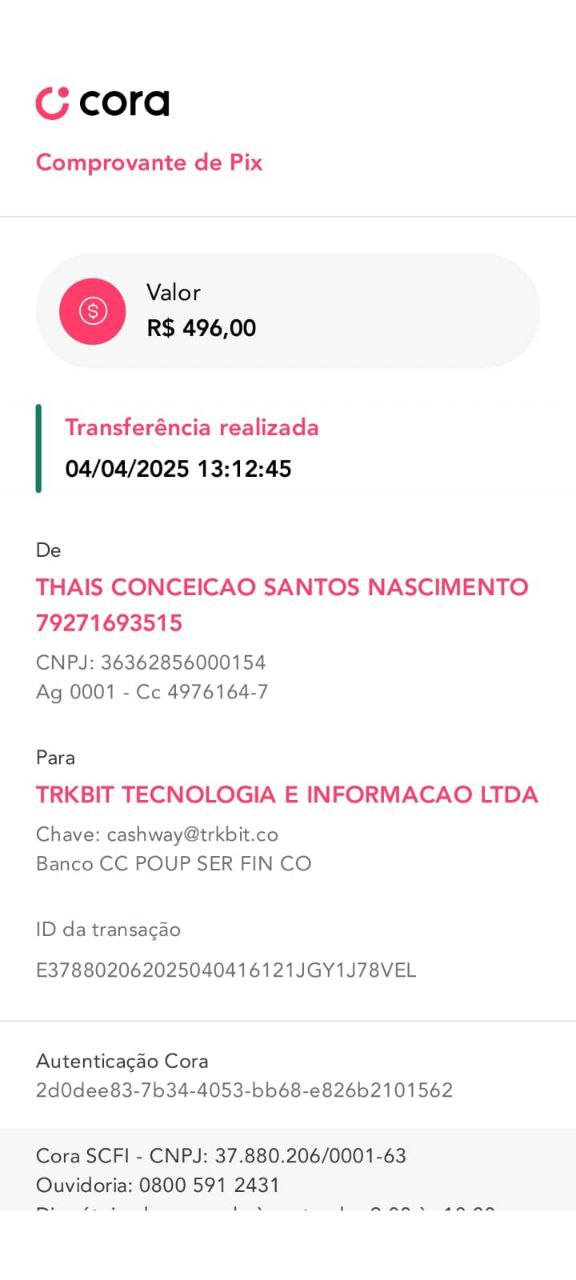 cora
Comprovante de Pix
Valor
R$ 496,00
Transferência realizada
04/04/2025 13:12:45
De
THAIS CONCEICAO SANTOS NASCIMENTO
79271693515
CNPJ: 36362856000154
Ag 0001 - Cc 4976164-7
Para
TRKBIT TECNOLOGIA E INFORMACAO LTDA
Chave: cashway@trkbit.co
Banco CC POUP SER FIN CO
ID da transação
E378802062025040416121JGY1J78VEL
Autenticação Cora
2d0dee83-7b34-4053-bb68-e826b2101562
Cora SCFI - CNPJ: 37.880.206/0001-63
Ouvidoria: 0800 591 2431